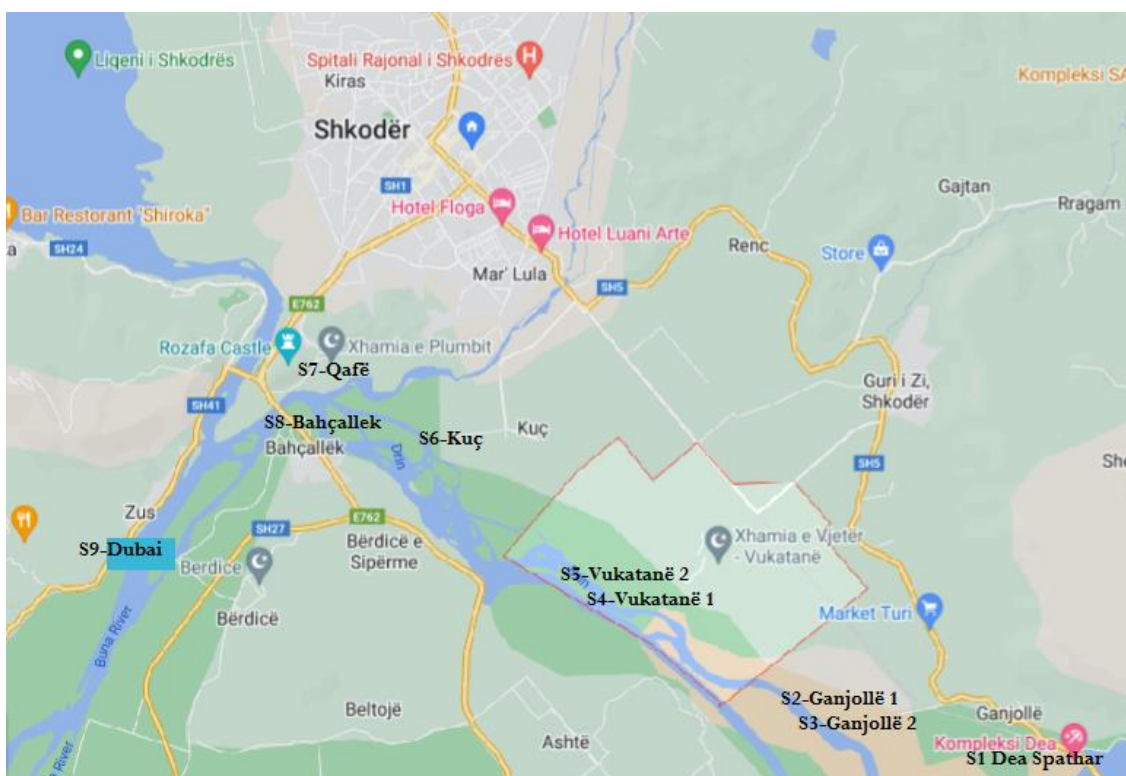 Liqeni i Shkodrës
Spitali Rajonal i Shkodrës
Kiras
Kompleksi SA
Shkodër
SH1
Gajtan
Hotel Floga
Rragam
Bar Restorant "Shiroka"
Hotel Luani Arte
Renc
Store
SH24
Mar' Lula
SH5
E762
Rozafa Castle
Xhamia e Plumbit
S7-Qafë
Guri i Zi,
Shkodër
SH41
S8-Bahçallek
Kuç
S6-Kuç
Bahçallëk
Drin
SH5
She
Zus
E762
SH27
Xhamia e Vjetër
- Vukatanë
S9-Dubai
Bërdicë e
Sipërme
Berdice
S5-Vukatanë 2
S4-Vukatanë 1
Bërdicë
Market Turi
Buna River
S2-Ganjollë 1
Beltojë
Ganjollë
S3-Ganjollë 2
Ashtë
Kompleksi Dea
S1 Dea Spathar
Buna River